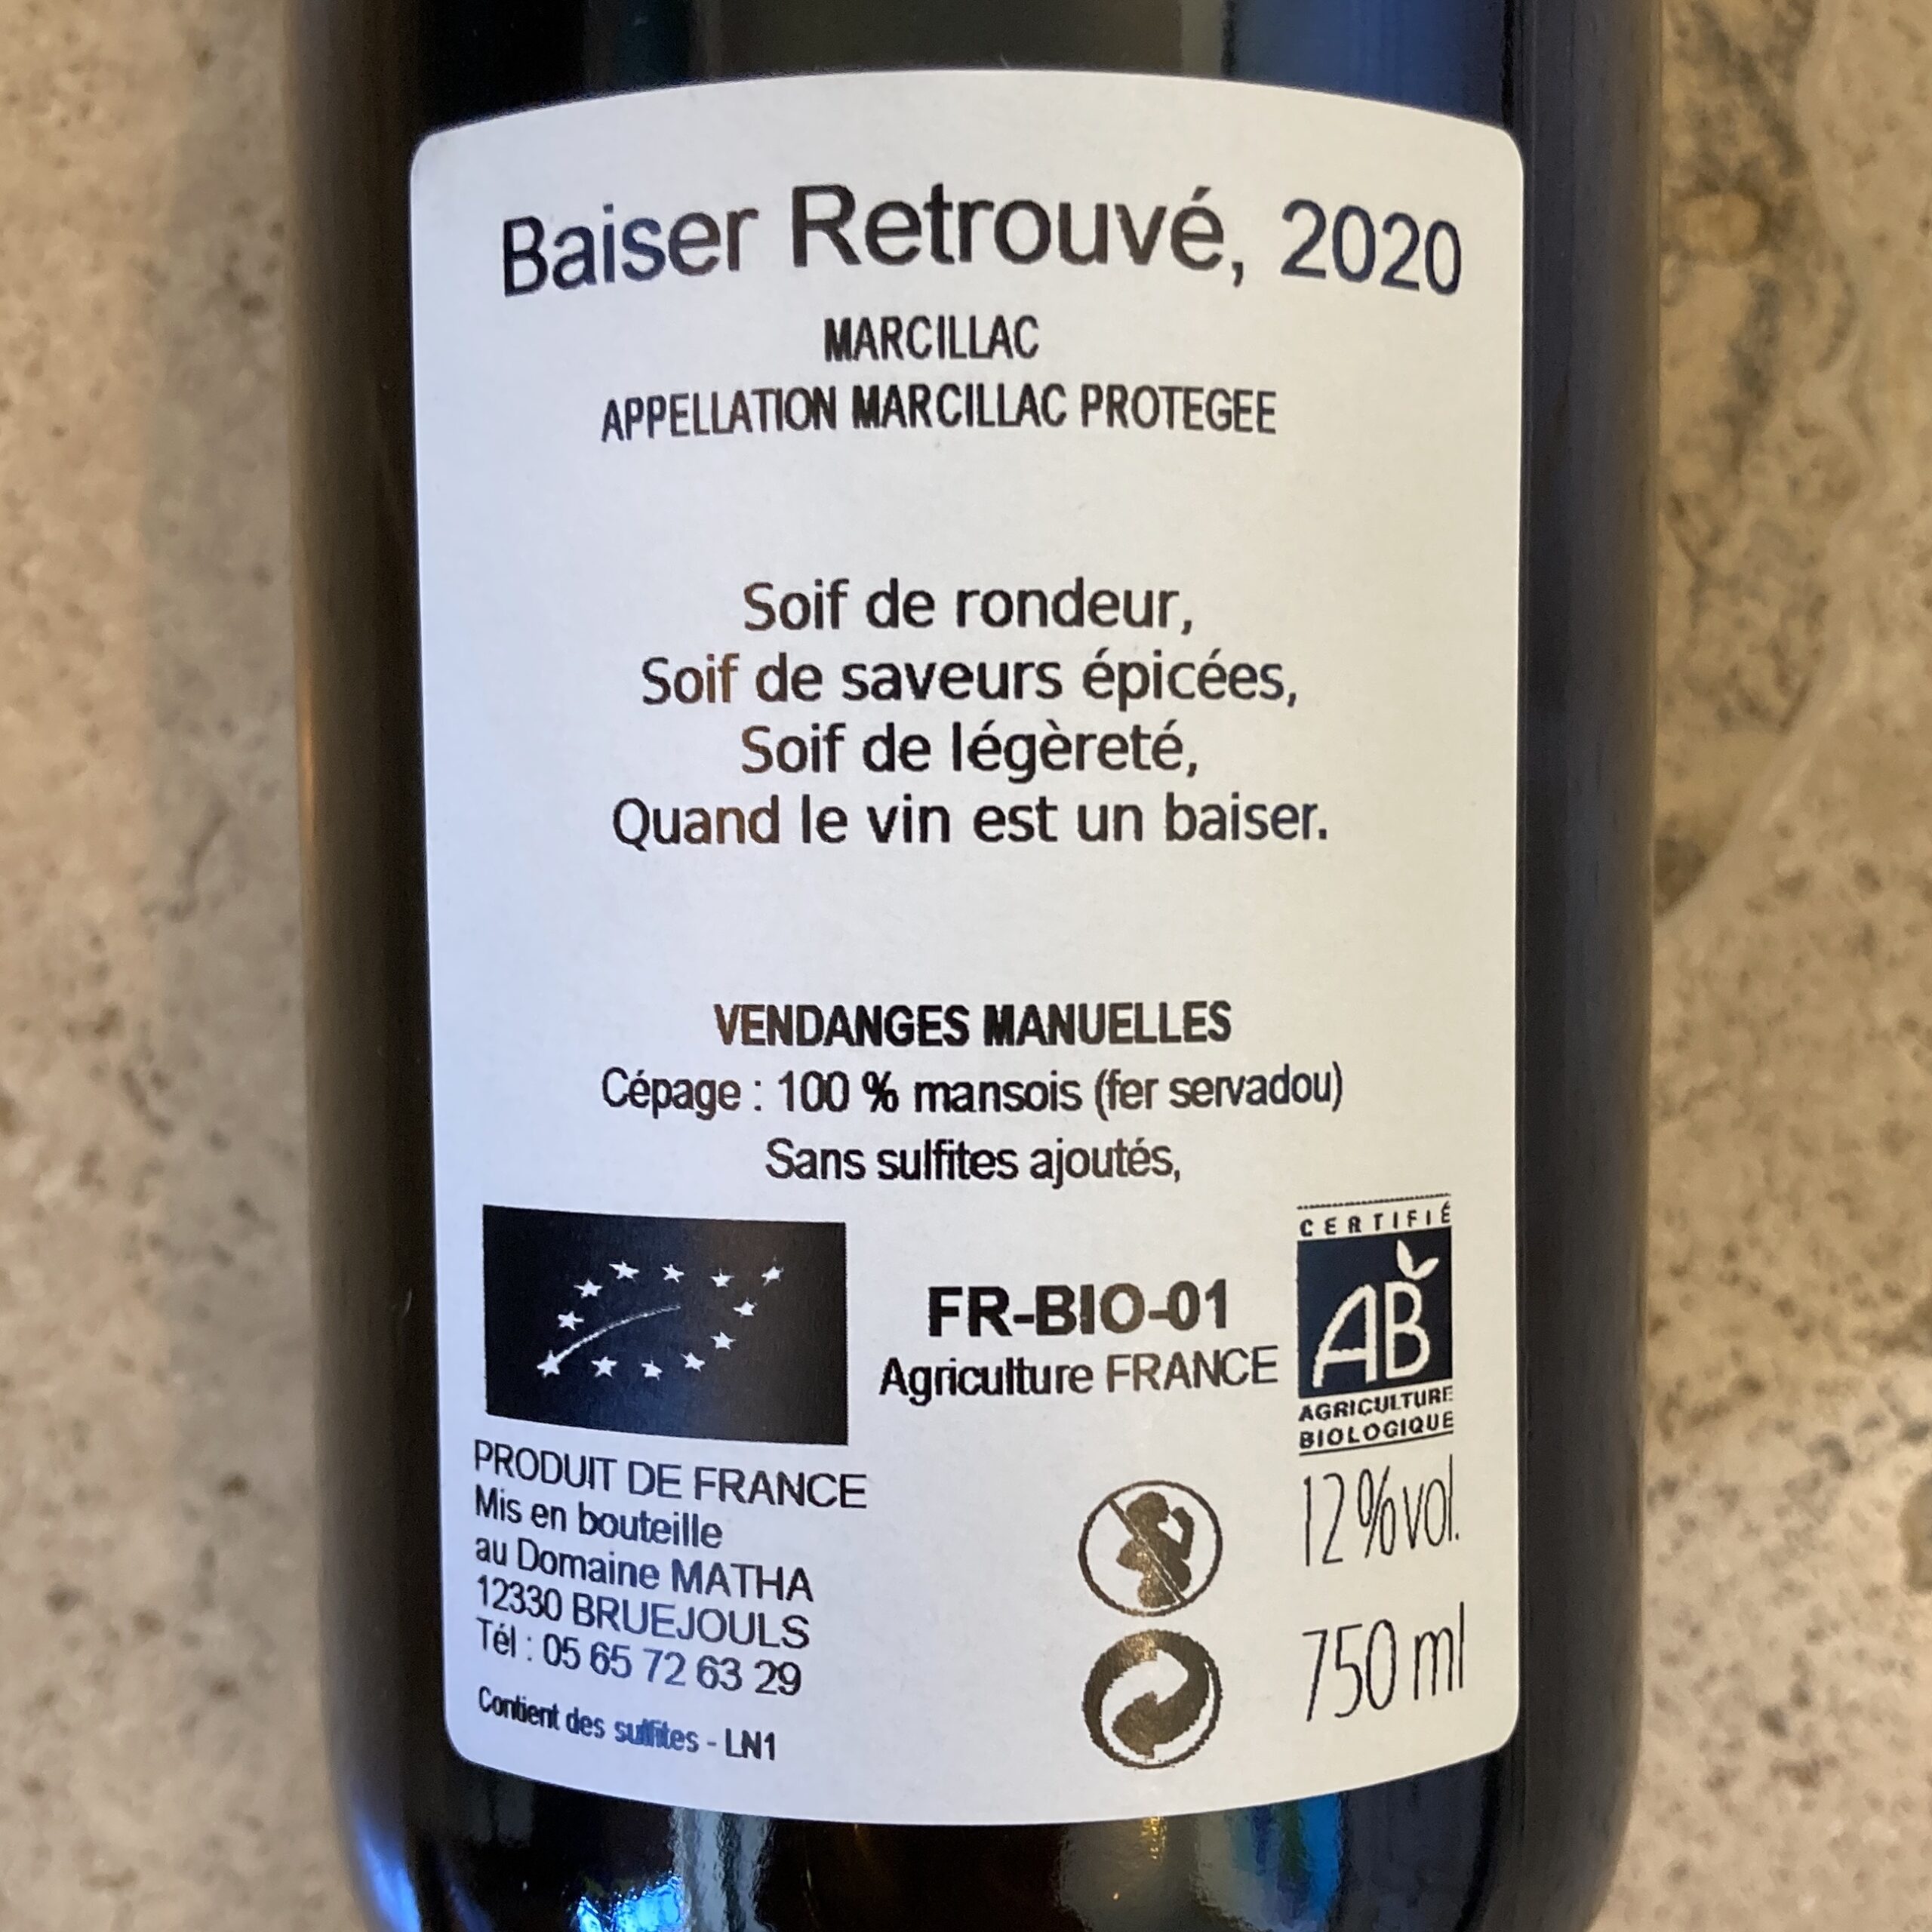 Baiser Retrouvé, 2020
MARCILLAC
APPELLATION MARCILLAC PROTEGEE
Soif de rondeur,
Soif de saveurs épicées,
Soif de légèreté,
Quand le vin est un baiser.
VENDANGES MANUELLES
Cépage : 100 % mansois (fer servadou)
Sans sulfites ajoutés,
FR-BIO-01
Agriculture FRANCE
CERTIFIÉ
AB
AGRICULTURE
BIOLOGIQUE
PRODUIT DE FRANCE
Mis en bouteille
au Domaine MATHA
12330 BRUEJOULS
Tél : 05 65 72 63 29
Contient des sulfites - LN1
12%vol.
750 ml